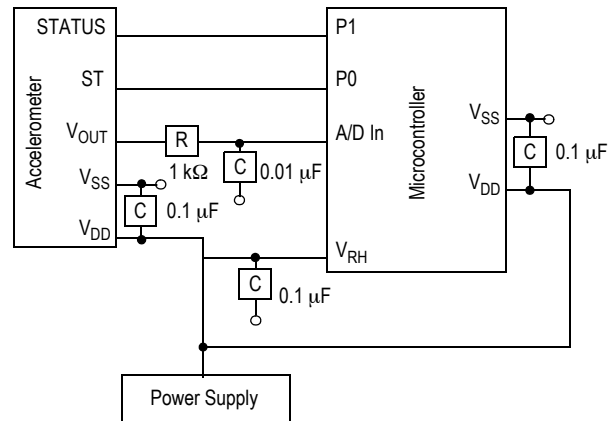 STATUS
ST
VOUT
VSS
VDD
Accelerometer
R
1 kΩ
C
0.01 μF
C
0.1 μF
C
0.1 μF
P1
P0
A/D In
VRH
Microcontroller
VSS
VDD
C
0.1 μF
Power Supply